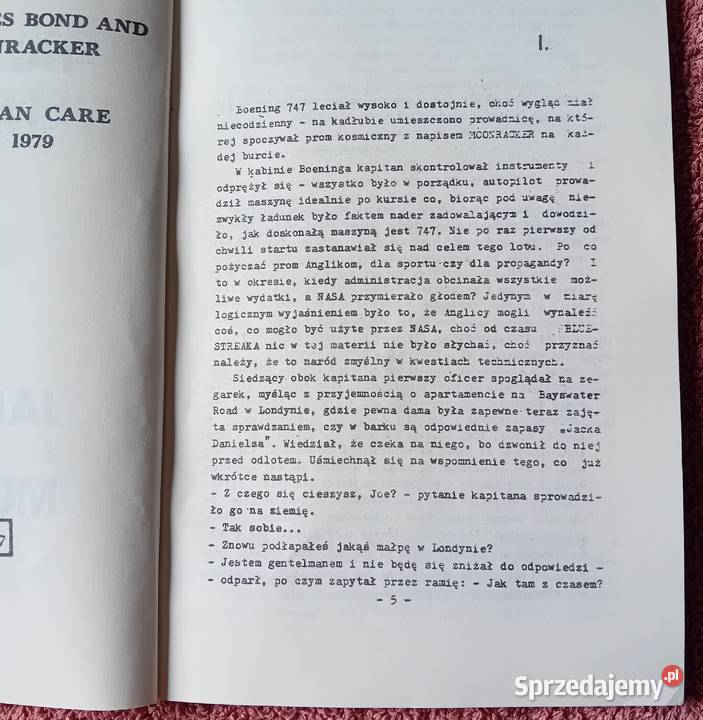 ES BOND AND
NRACKER
AN CARE
1979
7
I.
Boening 747 leciał wysoko i dostojnie, choć wygląd miał
niecodzienny - na kadłubie umieszczono prowadnicę, na któ-
rej spoczywał prom kosmiczny z napisem MOONRACKER na każ-
dej burcie.
W kabinie Boeninga kapitan skontrolował instrumenty i
odprężył się - wszystko było w porządku, autopilot prowa-
dził maszynę idealnie po kursie co, biorąc pod uwagę nie-
zwykły ładunek było faktem nader zadowalającym i dowodzi-
ło, jak doskonałą maszyną jest 747. Nie po raz pierwszy od
chwili startu zastanawiał się nad celem tego lotu. Po co
pożyczać prom Anglikom, dla sportu czy dla propagandy? I
to w okresie, kiedy administracja obcinała wszystkie moż-
liwe wydatki, a NASA przymierało głodem? Jedynym w miarę
logicznym wyjaśnieniem było to, że Anglicy mogli wynaleźć
coś, co mogło być użyte przez NASA, choć od czasu BLUE-
STREAKA nic w tej materii nie było słychać, choć przyznać
należy, że to naród zmyślny w kwestiach technicznych.
Siedzący obok kapitana pierwszy oficer spoglądał na ze-
garek, myśląc z przyjemnością o apartamencie na Bayswater
Road w Londynie, gdzie pewna dama była zapewne teraz zaję-
ta sprawdzaniem, czy w barku są odpowiednie zapasy „Jacka
Danielsa". Wiedział, że czeka na niego, bo dzwonił do niej
przed odlotem. Uśmiechnął się na wspomnienie tego, co już
wkrótce nastąpi.
- Z czego się cieszysz, Joe? - pytanie kapitana sprowadzi-
ło go na ziemię.
- Tak sobie...
- Znowu podłapałeś jakąś małpę w Londynie?
- Jestem gentelmanem i nie będę się zniżał do odpowiedzi -
- odparł, po czym zapytał przez ramię: - Jak tam z czasem?
- 5 -
Sprzedajemy.pl